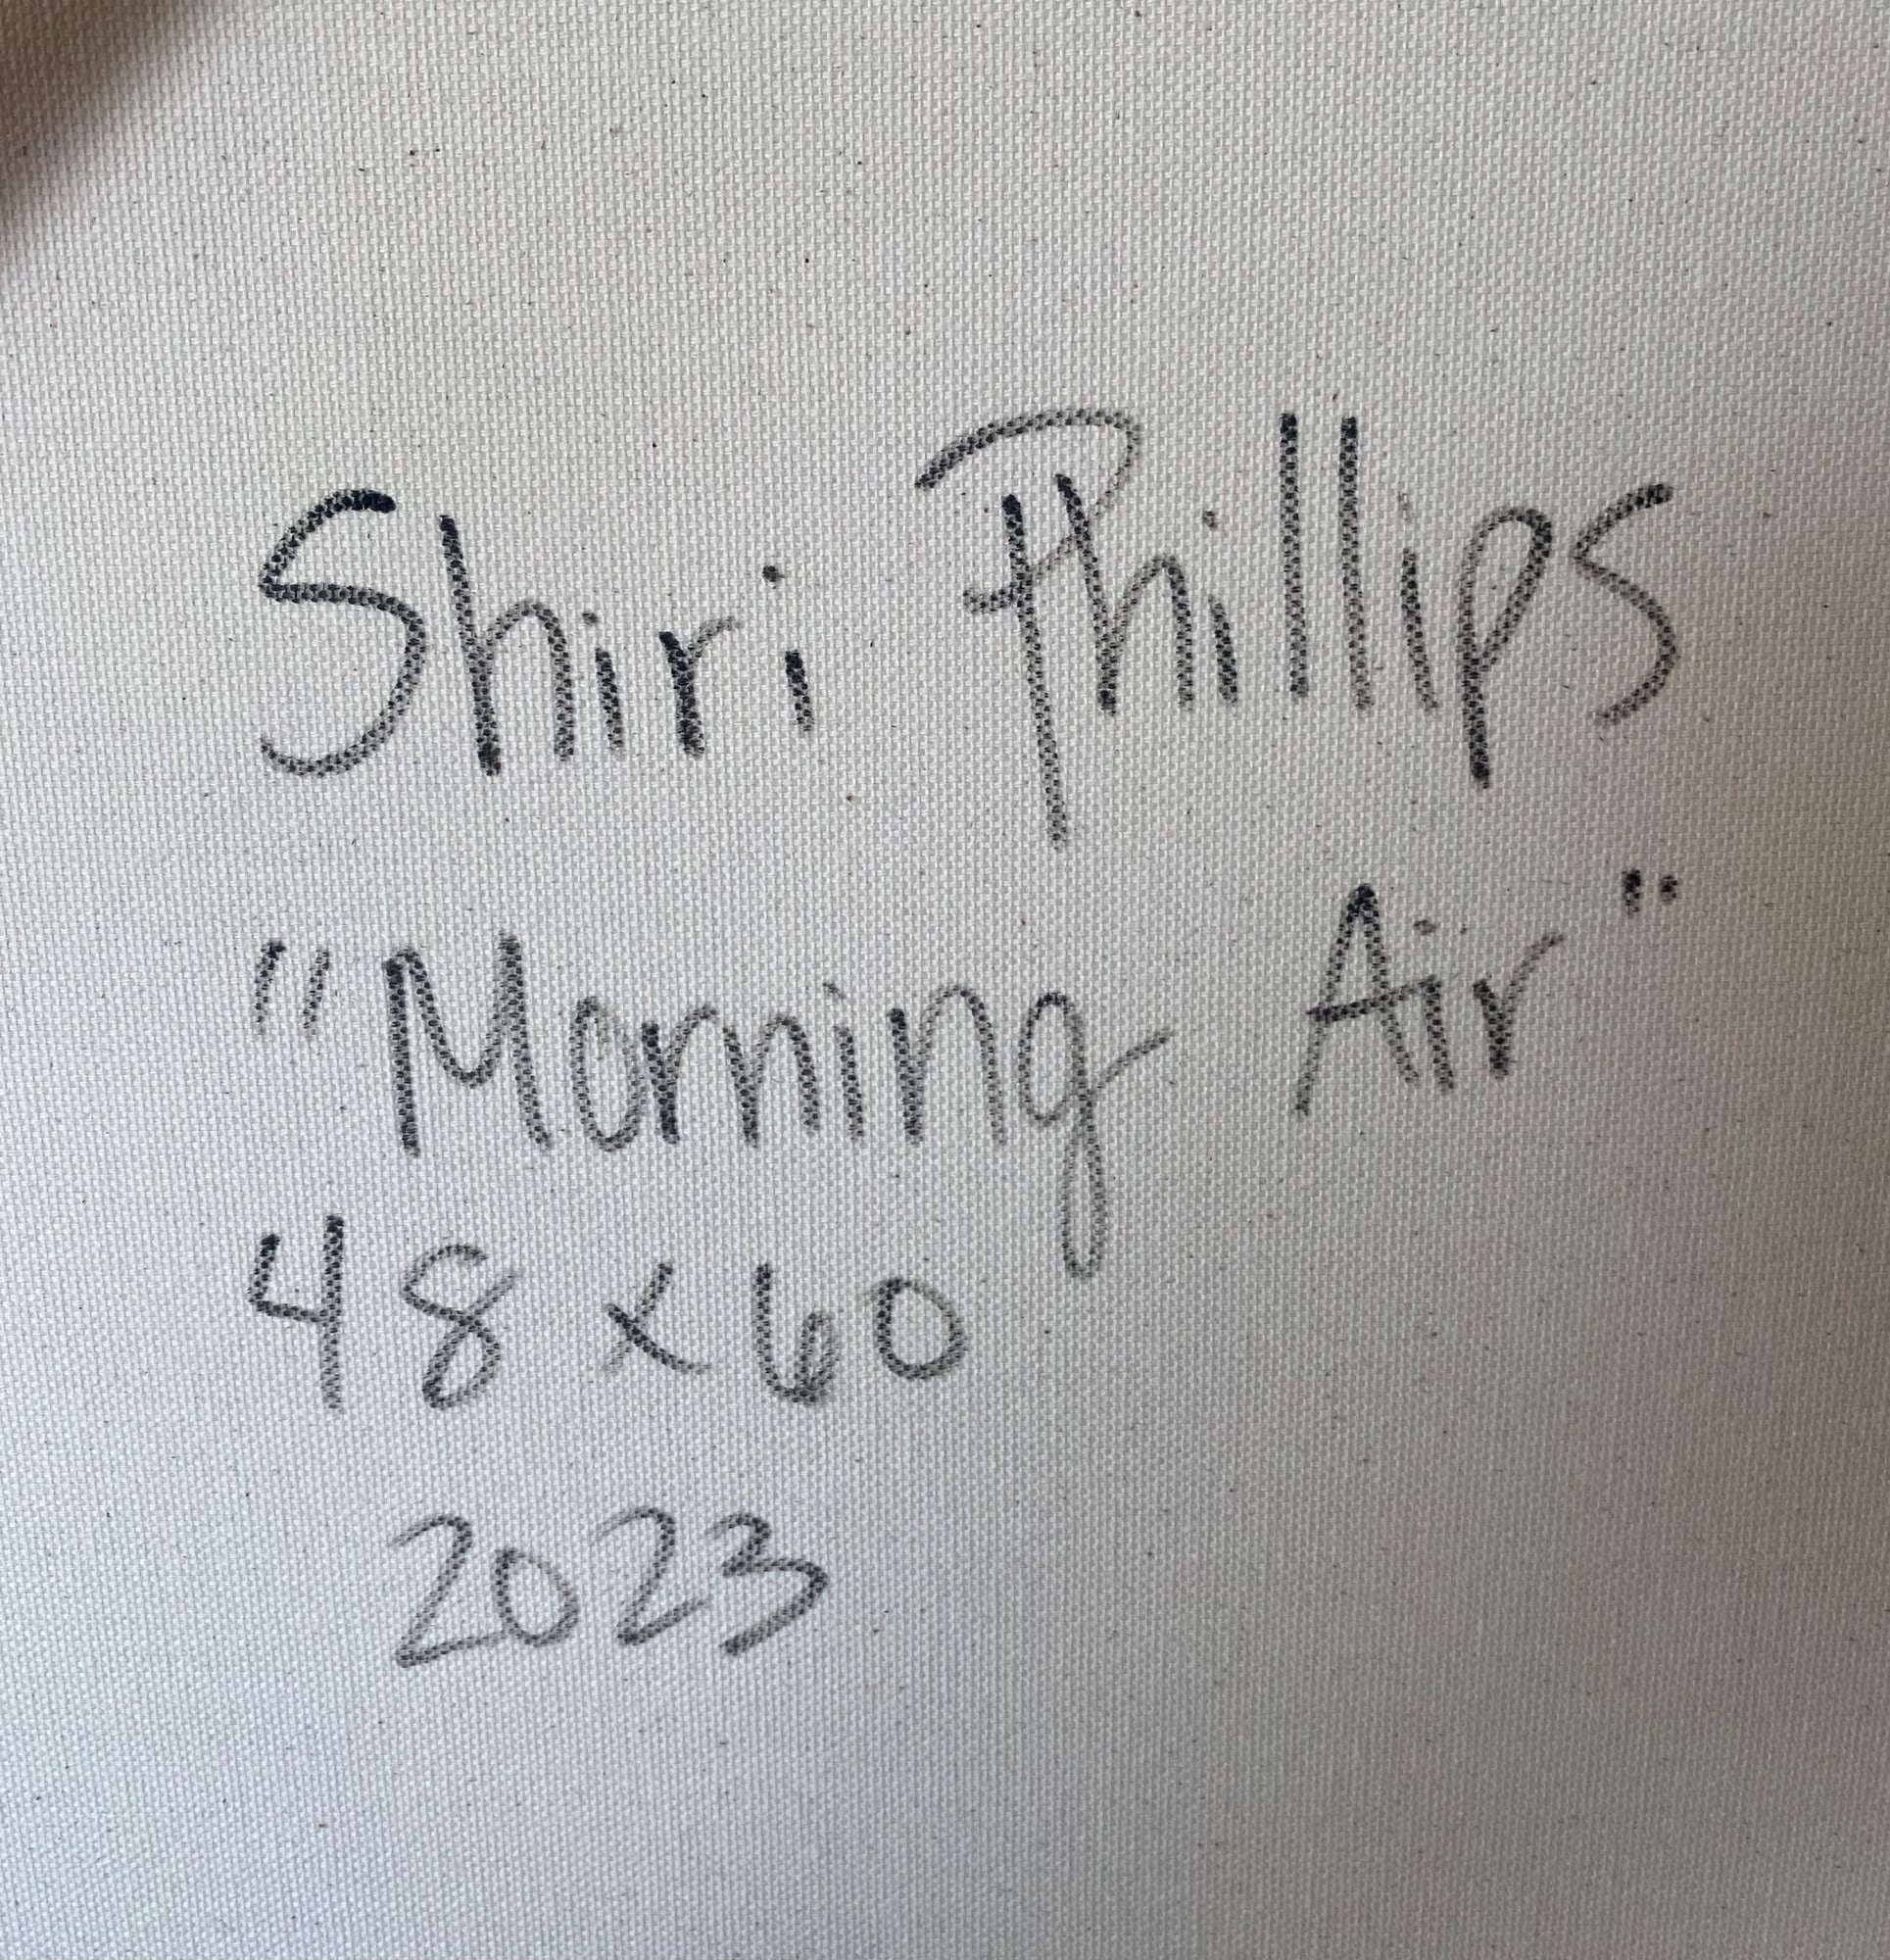 Shiri Phillips
"Morning Air"
48 x 60
2023